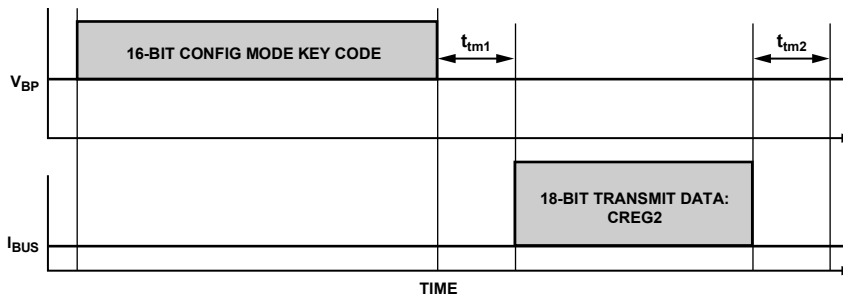 16-BIT CONFIG MODE KEY CODE
t_tm1
t_tm2
V_BP
18-BIT TRANSMIT DATA:
CREG2
I_BUS
TIME